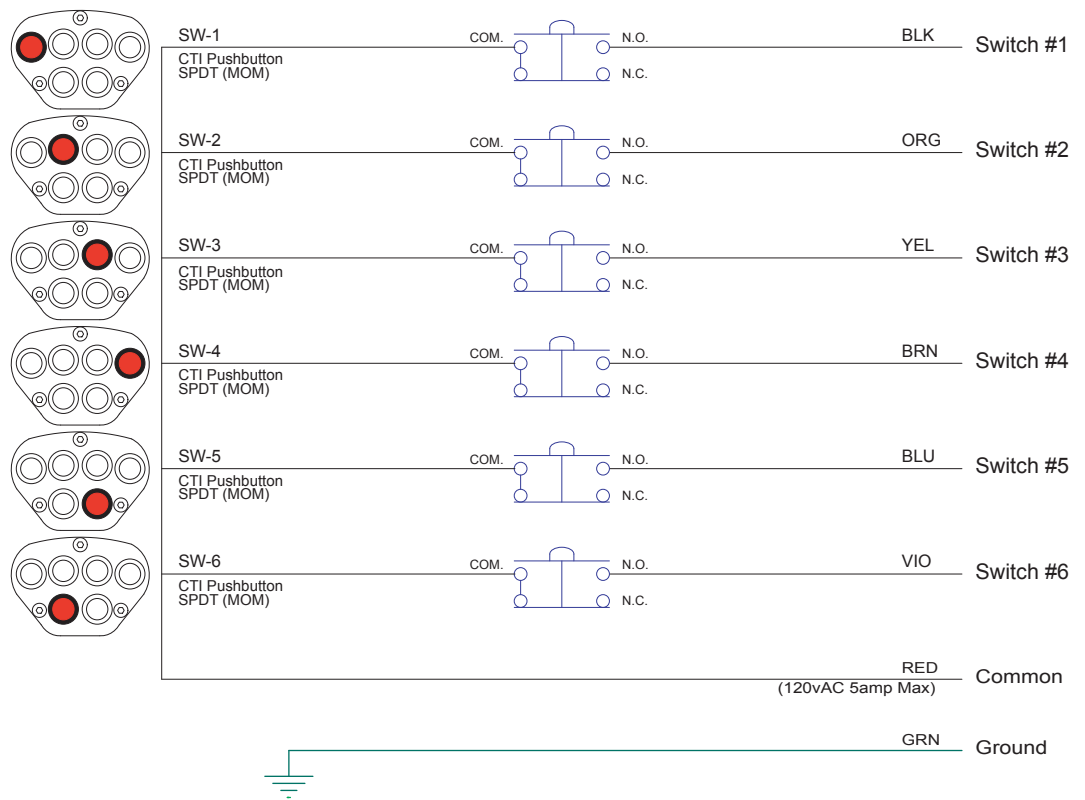 SW-1 COM. N.O. BLK Switch #1
CTI Pushbutton
SPDT (MOM) N.C.
SW-2 COM. N.O. ORG Switch #2
CTI Pushbutton
SPDT (MOM) N.C.
SW-3 COM. N.O. YEL Switch #3
CTI Pushbutton
SPDT (MOM) N.C.
SW-4 COM. N.O. BRN Switch #4
CTI Pushbutton
SPDT (MOM) N.C.
SW-5 COM. N.O. BLU Switch #5
CTI Pushbutton
SPDT (MOM) N.C.
SW-6 COM. N.O. VIO Switch #6
CTI Pushbutton
SPDT (MOM) N.C.
RED Common
(120vAC 5amp Max)
GRN Ground